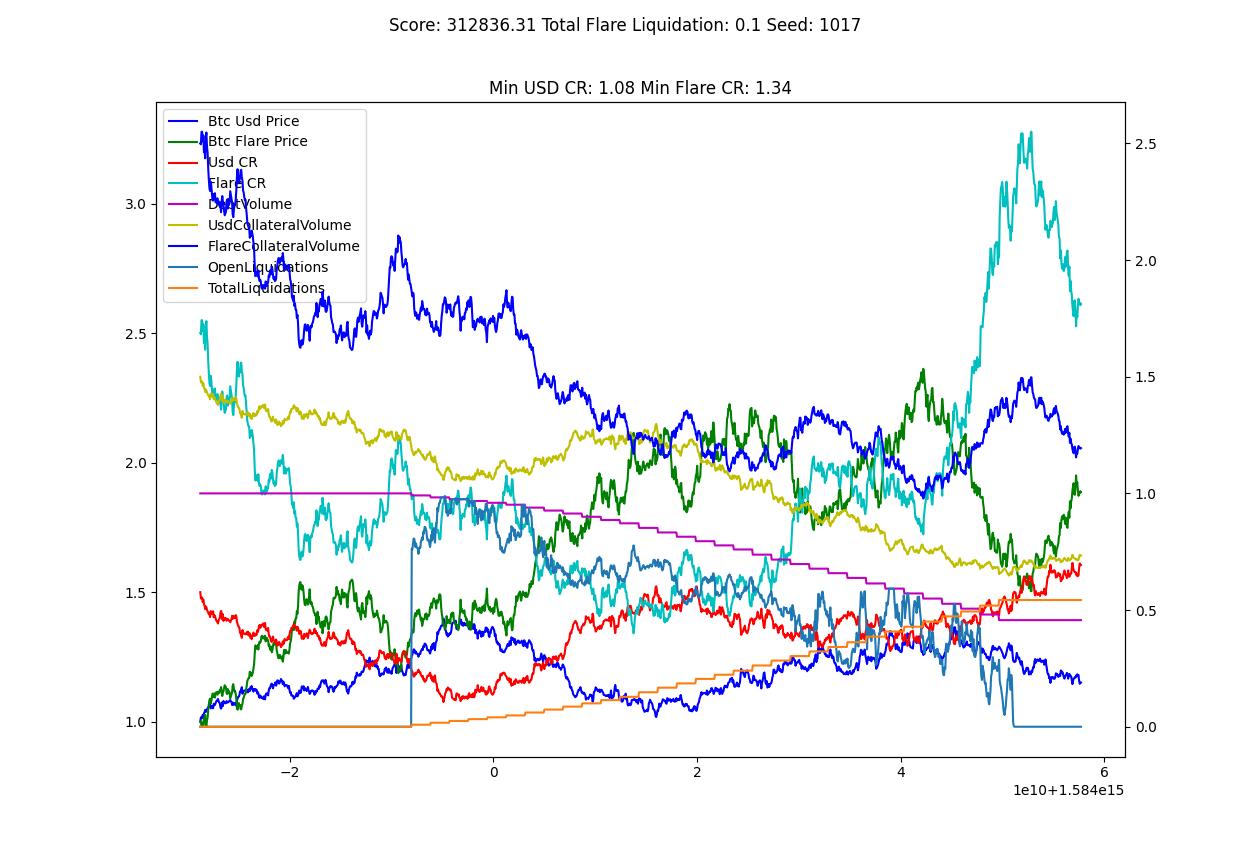 Score: 312836.31 Total Flare Liquidation: 0.1 Seed: 1017
Min USD CR: 1.08 Min Flare CR: 1.34
Btc Usd Price
Btc Flare Price
Usd CR
Flare CR
DebtVolume
UsdCollateralVolume
FlareCollateralVolume
OpenLiquidations
TotalLiquidations
3.0
2.5
2.0
1.5
1.0
2.5
2.0
1.5
1.0
0.5
0.0
−2
0
2
4
6
1e10+1.584e15